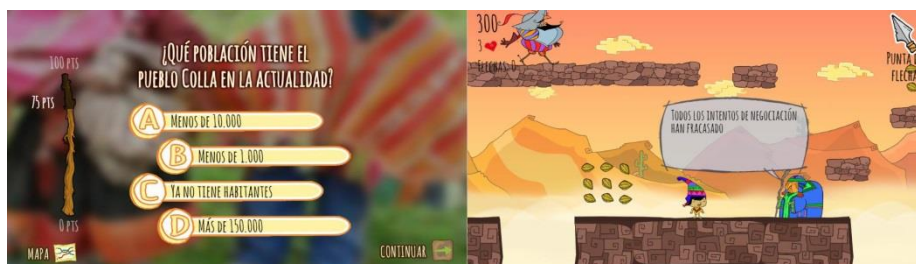 ¿QUÉ POBLACIÓN TIENE EL
PUEBLO COLLA EN LA ACTUALIDAD?
100 PTS
75 PTS
0 PTS
A MENOS DE 10.000
B MENOS DE 1.000
C YA NO TIENE HABITANTES
D MÁS DE 150.000
MAPA
CONTINUAR
300
3
FLECHAS: 0
PUNTA
FLECHA
TODOS LOS INTENTOS DE NEGOCIACIÓN
HAN FRACASADO